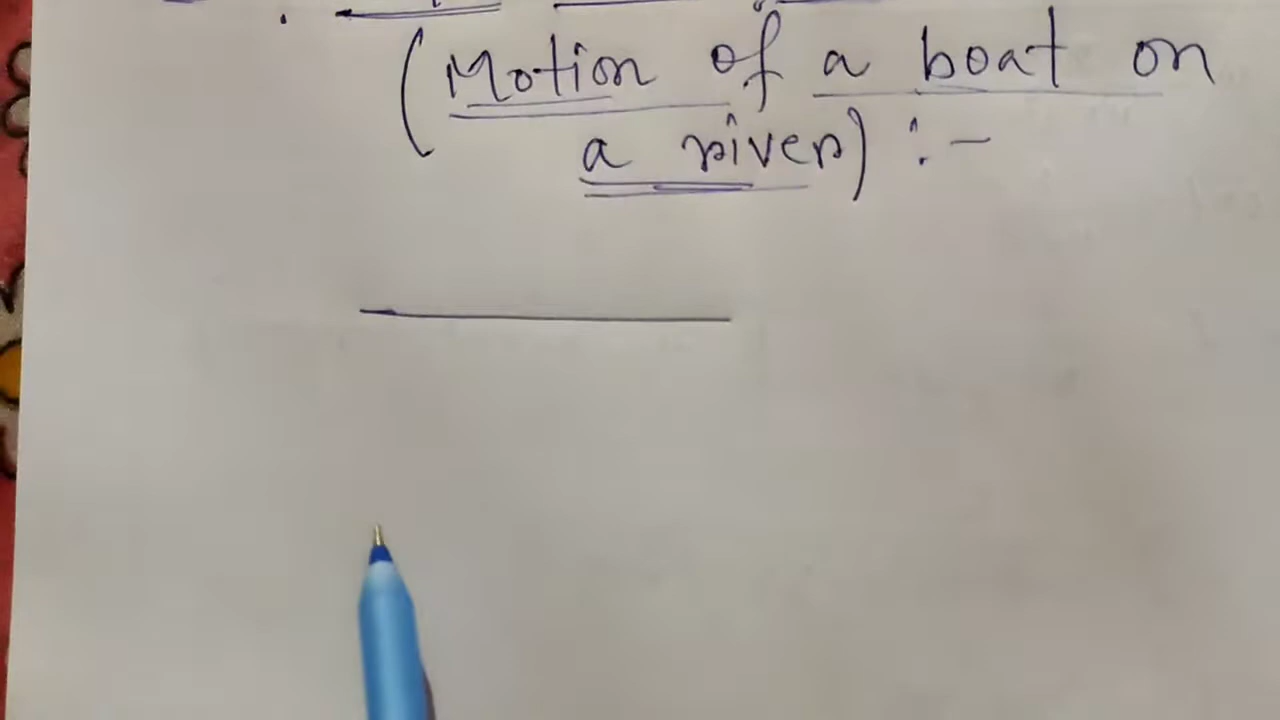 (Motion of a boat on
a river) :-